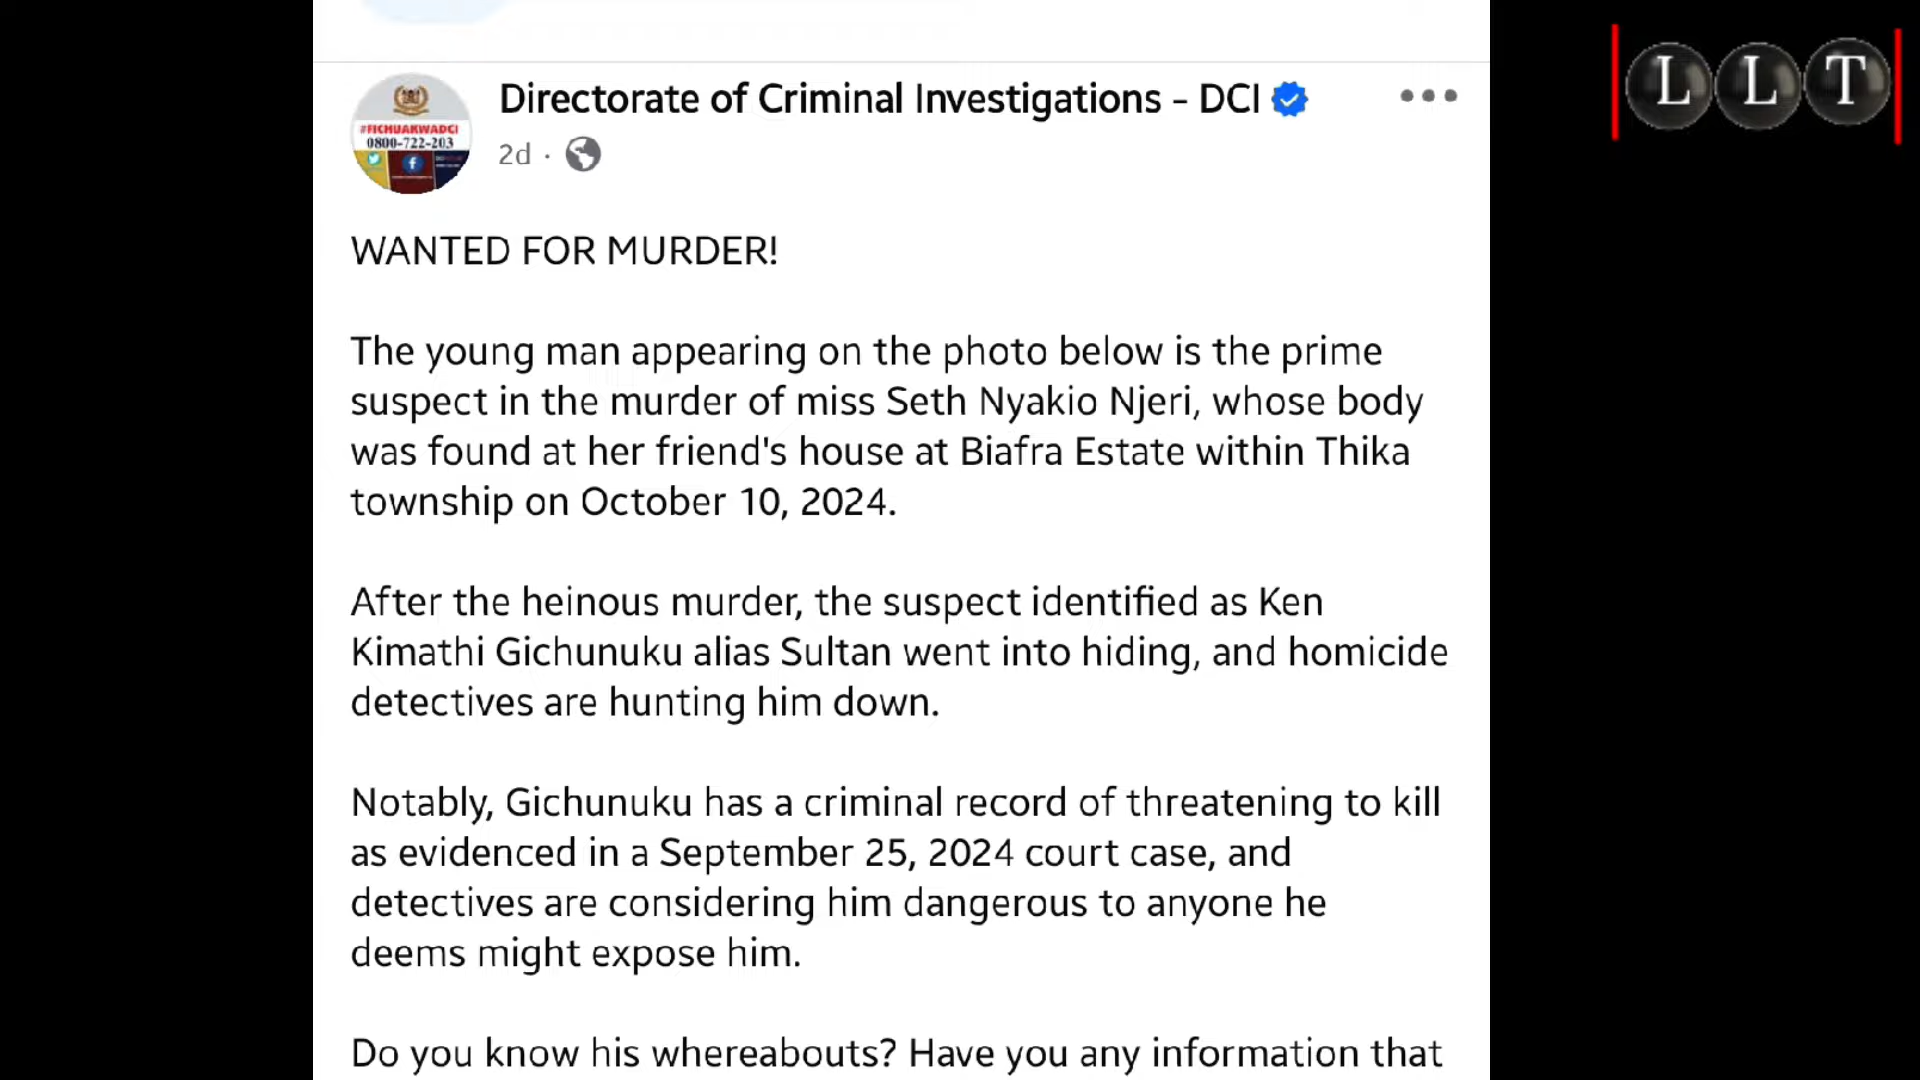 Directorate of Criminal Investigations - DCI
LLT
#FICHUAKWADCI
0800-722-203
2d ·
WANTED FOR MURDER!
The young man appearing on the photo below is the prime
suspect in the murder of miss Seth Nyakio Njeri, whose body
was found at her friend's house at Biafra Estate within Thika
township on October 10, 2024.
After the heinous murder, the suspect identified as Ken
Kimathi Gichunuku alias Sultan went into hiding, and homicide
detectives are hunting him down.
Notably, Gichunuku has a criminal record of threatening to kill
as evidenced in a September 25, 2024 court case, and
detectives are considering him dangerous to anyone he
deems might expose him.
Do you know his whereabouts? Have you any information that